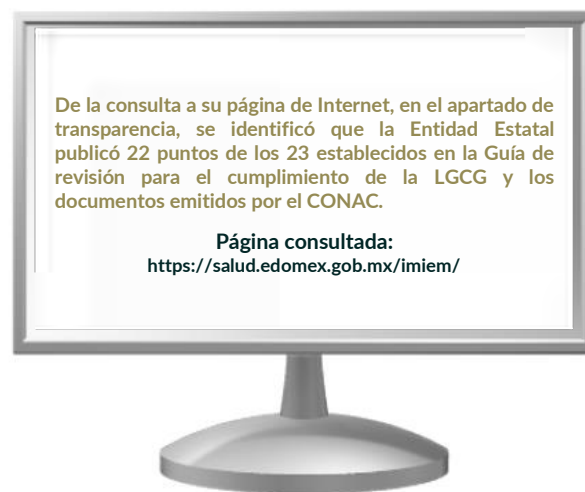 De la consulta a su página de Internet, en el apartado de
transparencia, se identificó que la Entidad Estatal
publicó 22 puntos de los 23 establecidos en la Guía de
revisión para el cumplimiento de la LGCG y los
documentos emitidos por el CONAC.
Página consultada:
https://salud.edomex.gob.mx/imiem/